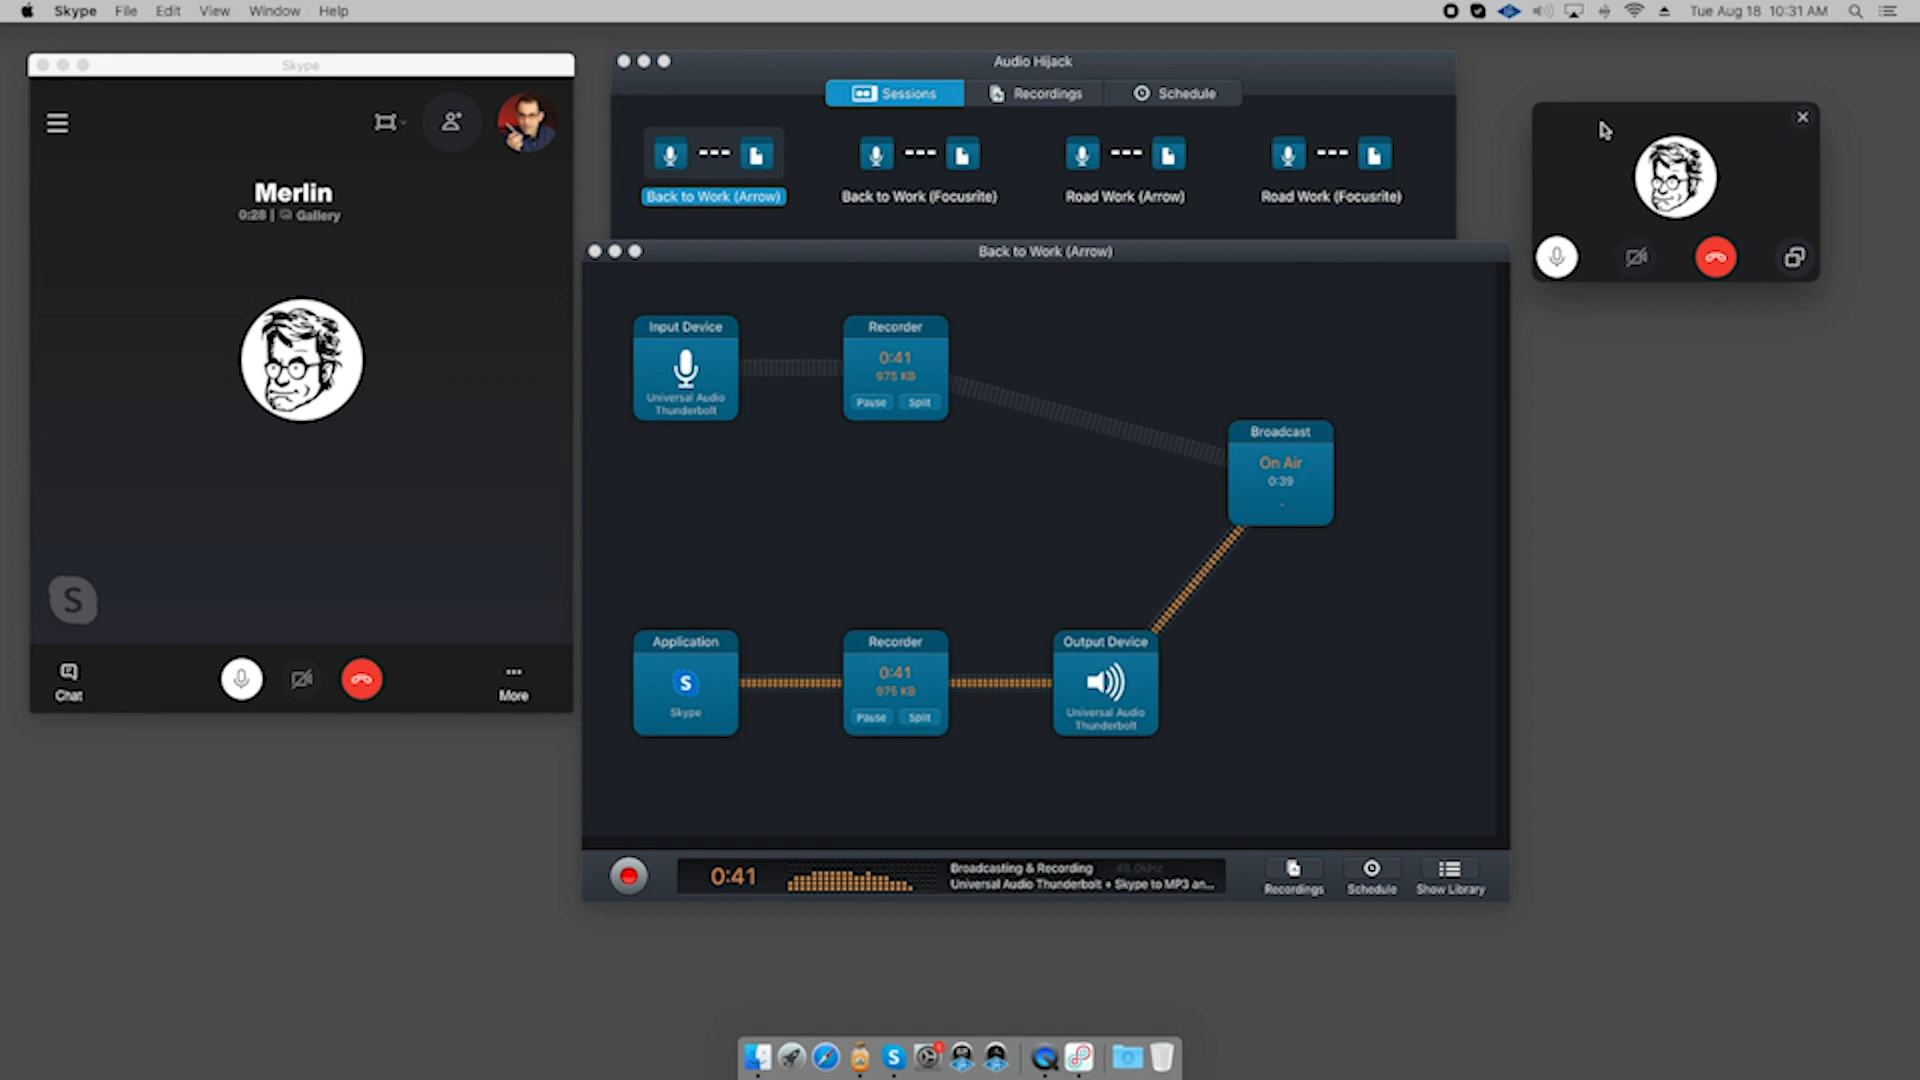 Skype File Edit View Window Help
Tue Aug 18 10:31 AM
Skype
Merlin
0:28 | Gallery
S
Chat
More
Audio Hijack
Sessions
Recordings
Schedule
Back to Work (Arrow)
Back to Work (Focusrite)
Road Work (Arrow)
Road Work (Focusrite)
Back to Work (Arrow)
Input Device
Universal Audio
Thunderbolt
Recorder
0:41
975 KB
Pause Split
Broadcast
On Air
0:39
-
Application
S
Skype
Recorder
0:41
975 KB
Pause Split
Output Device
Universal Audio
Thunderbolt
0:41
Broadcasting & Recording 48.0kHz
Universal Audio Thunderbolt + Skype to MP3 an...
Recordings
Schedule
Show Library
S